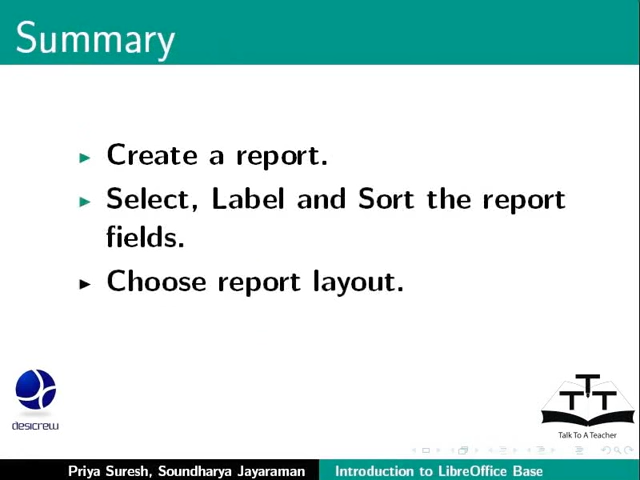 Summary
Create a report.
Select, Label and Sort the report
fields.
Choose report layout.
desicrew
TTT
Talk To A Teacher
Priya Suresh, Soundharya Jayaraman
Introduction to LibreOffice Base